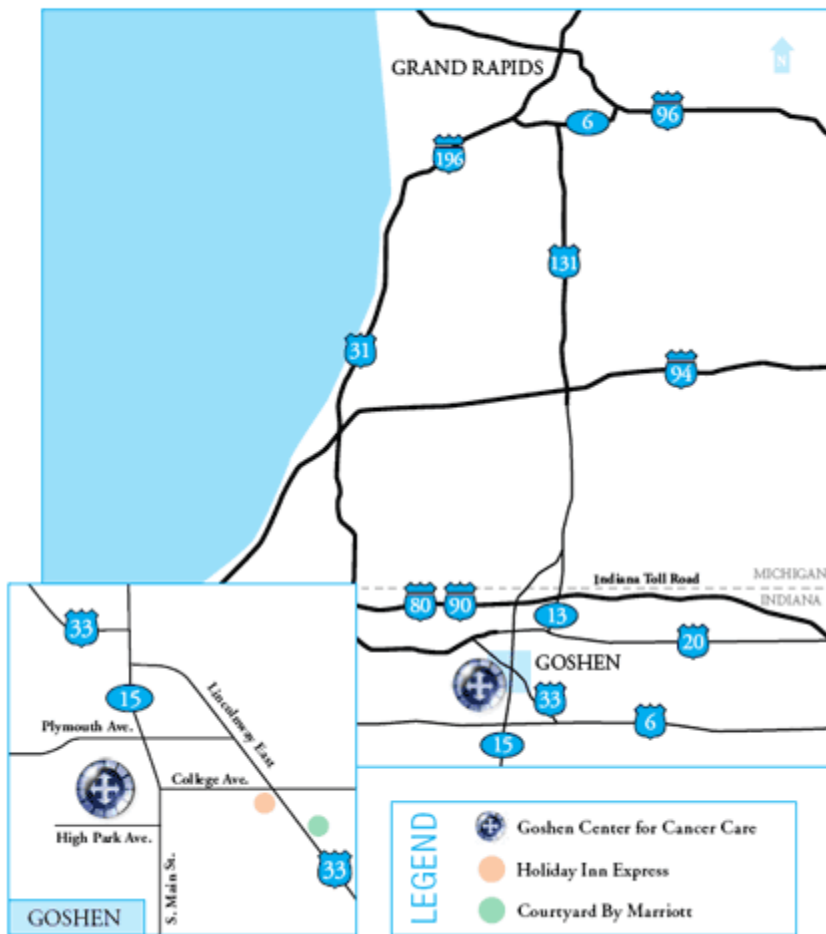 N
GRAND RAPIDS
6
96
196
131
31
94
Indiana Toll Road
MICHIGAN
INDIANA
80
90
13
20
GOSHEN
33
6
15
33
15
Lincolnway East
Plymouth Ave.
College Ave.
High Park Ave.
S. Main St.
33
GOSHEN
LEGEND
Goshen Center for Cancer Care
Holiday Inn Express
Courtyard By Marriott